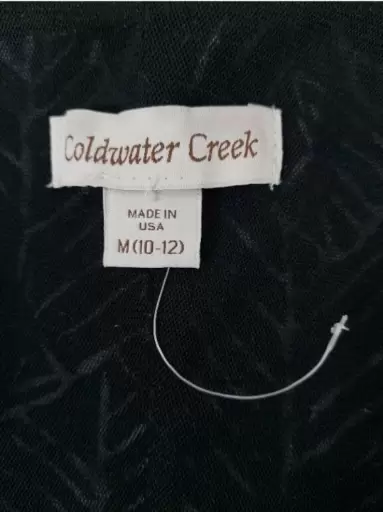 Coldwater Creek
MADE IN
USA
M (10-12)